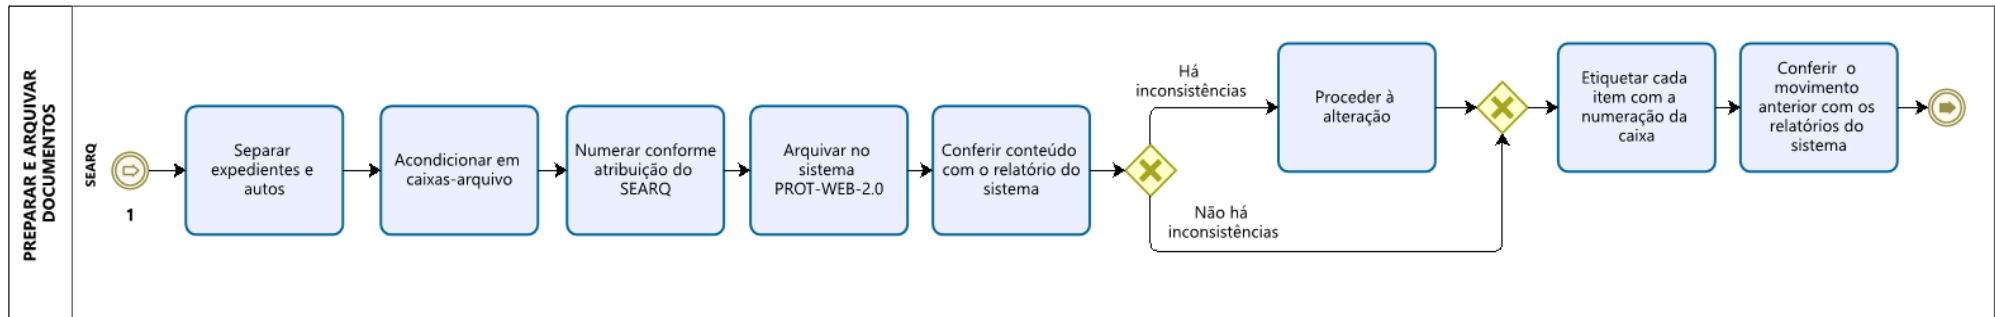 PREPARAR E ARQUIVAR
DOCUMENTOS
SEARQ
1
Separar
expedientes e
autos
Acondicionar em
caixas-arquivo
Numerar conforme
atribuição do
SEARQ
Arquivar no
sistema
PROT-WEB-2.0
Conferir conteúdo
com o relatório do
sistema
Há
inconsistências
Não há
inconsistências
Proceder à
alteração
Etiquetar cada
item com a
numeração da
caixa
Conferir  o
movimento
anterior com os
relatórios do
sistema